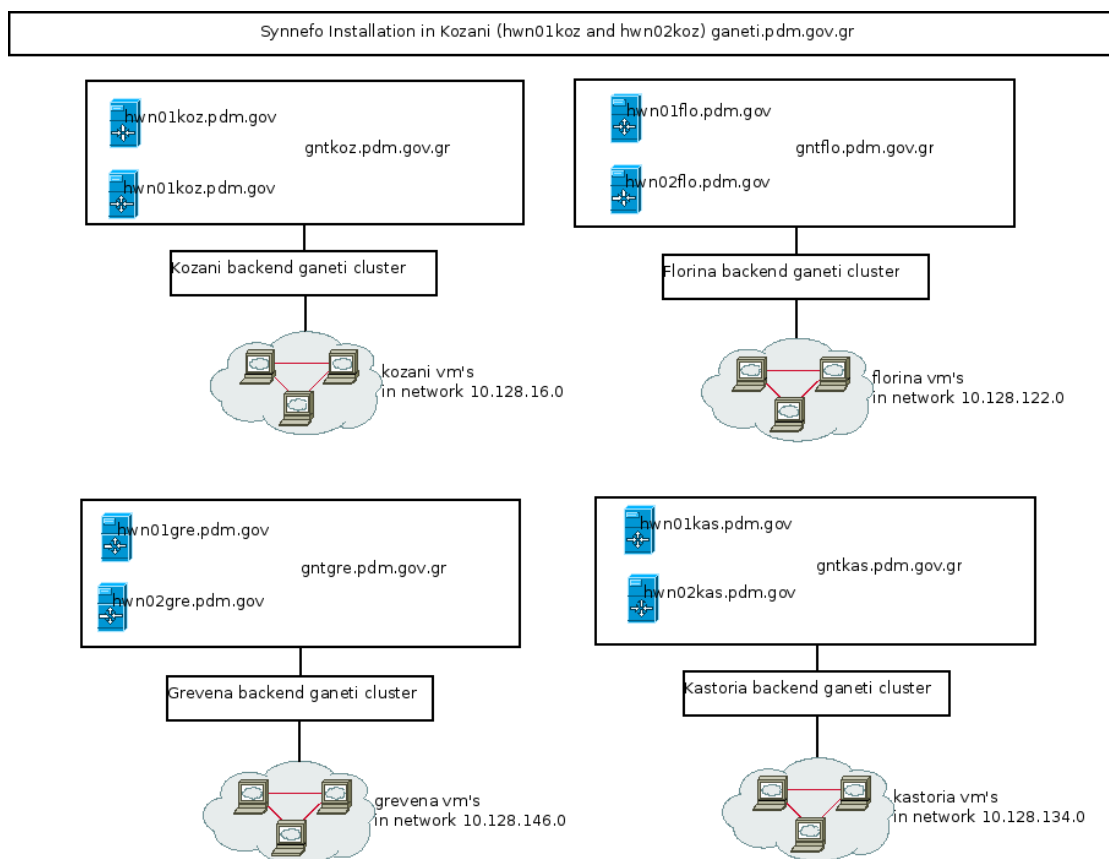 Synnefo Installation in Kozani (hwn01koz and hwn02koz) ganeti.pdm.gov.gr
hwn01koz.pdm.gov
gntkoz.pdm.gov.gr
hwn01koz.pdm.gov
Kozani backend ganeti cluster
kozani vm's
in network 10.128.16.0
hwn01flo.pdm.gov
gntflo.pdm.gov.gr
hwn02flo.pdm.gov
Florina backend ganeti cluster
florina vm's
in network 10.128.122.0
hwn01gre.pdm.gov
gntgre.pdm.gov.gr
hwn02gre.pdm.gov
Grevena backend ganeti cluster
grevena vm's
in network 10.128.146.0
hwn01kas.pdm.gov
gntkas.pdm.gov.gr
hwn02kas.pdm.gov
Kastoria backend ganeti cluster
kastoria vm's
in network 10.128.134.0